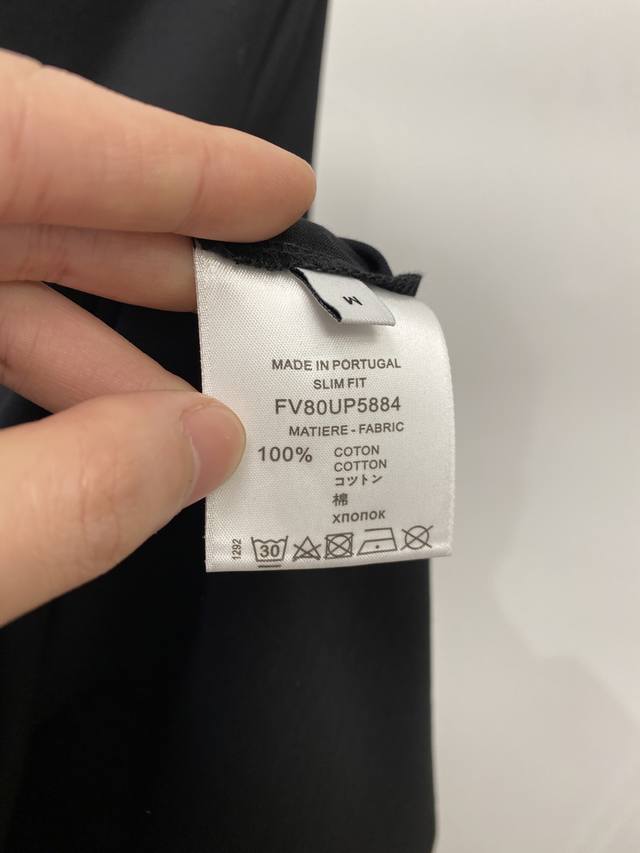 M
MADE IN PORTUGAL
SLIM FIT
FV80UP5884
MATIERE - FABRIC
100% COTON
COTTON
コットン
棉
хлопок
1292
30